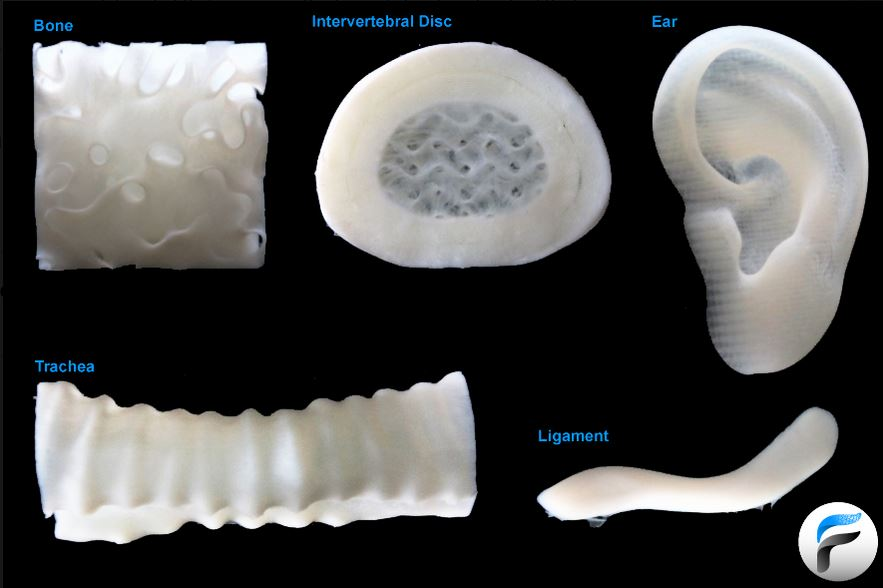 Bone
Intervertebral Disc
Ear
Trachea
Ligament